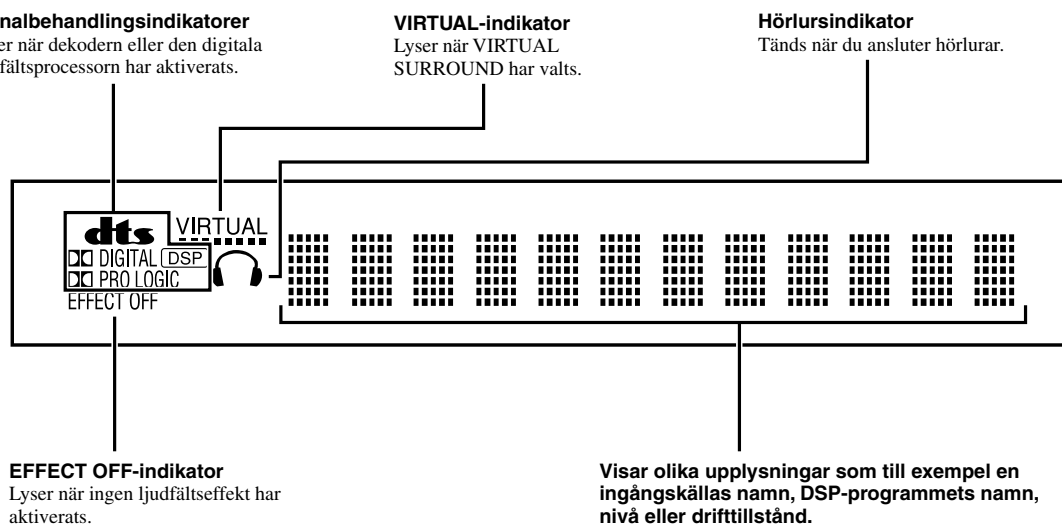 nalbehandlingsindikatorer
er när dekodern eller den digitala
fältsprocessorn har aktiverats.
VIRTUAL-indikator
Lyser när VIRTUAL
SURROUND har valts.
Hörlursindikator
Tänds när du ansluter hörlurar.
dts
VIRTUAL
DIGITAL DSP
PRO LOGIC
EFFECT OFF
EFFECT OFF-indikator
Lyser när ingen ljudfältseffekt har
aktiverats.
Visar olika upplysningar som till exempel en
ingångskällas namn, DSP-programmets namn,
nivå eller drifttillstånd.